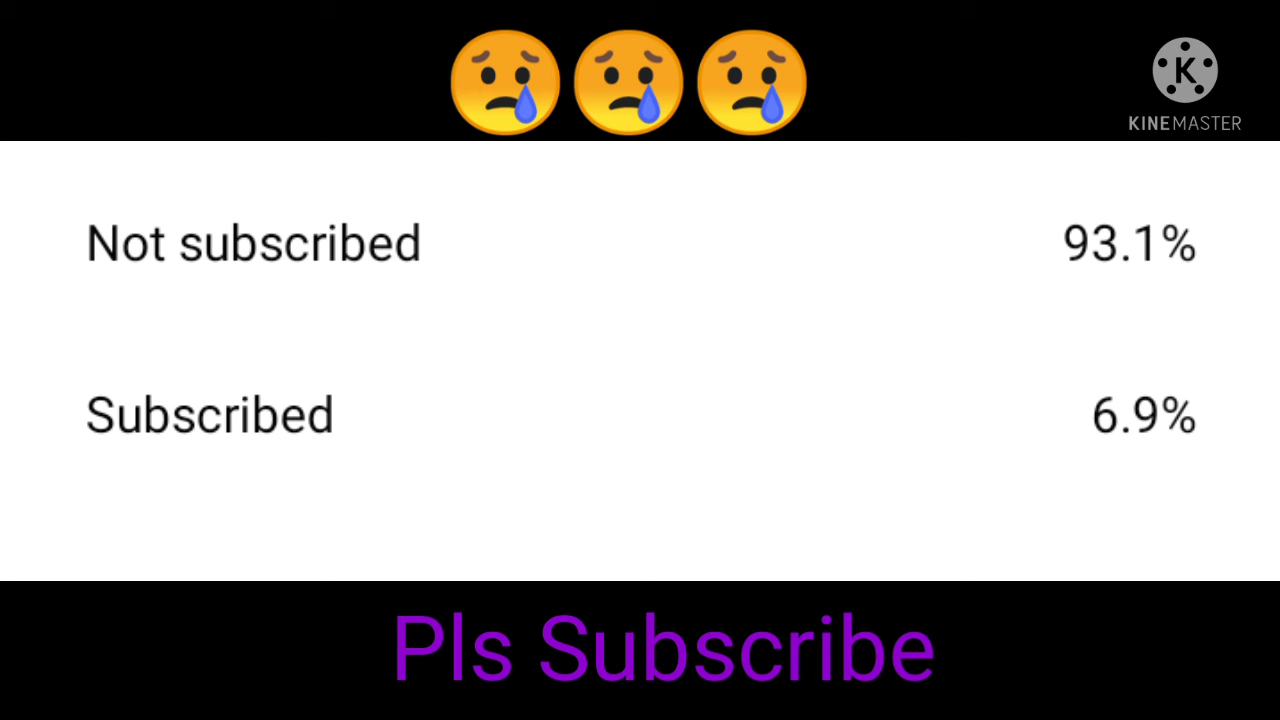 😢😢😢
K
KINEMASTER
Not subscribed 93.1%
Subscribed 6.9%
Pls Subscribe